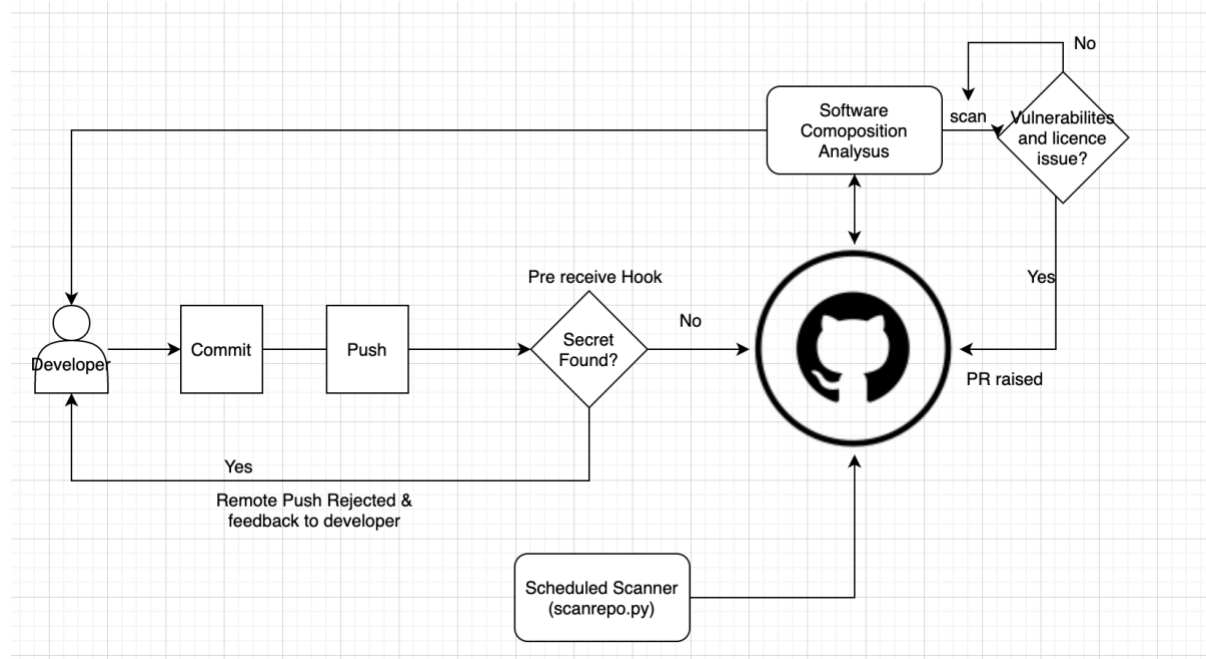 No
Software
Comoposition
Analysus
scan
Vulnerabilites
and licence
issue?
Yes
Pre receive Hook
Secret
Found?
No
PR raised
Developer
Commit
Push
Yes
Remote Push Rejected &
feedback to developer
Scheduled Scanner
(scanrepo.py)